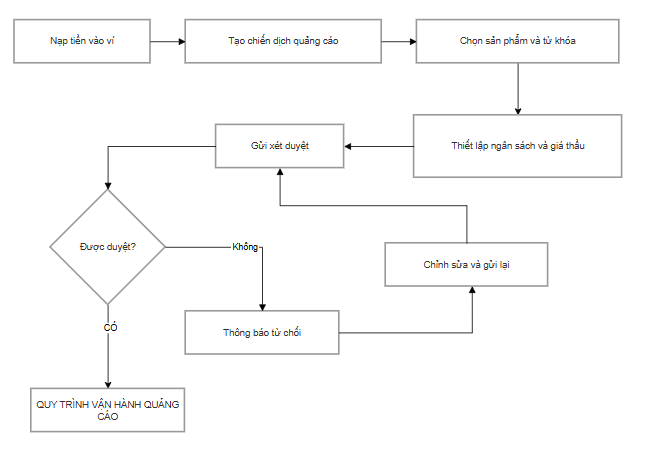 Nạp tiền vào ví
Tạo chiến dịch quảng cáo
Chọn sản phẩm và từ khóa
Gửi xét duyệt
Thiết lập ngân sách và giá thầu
Được duyệt?
Không
Chỉnh sửa và gửi lại
CÓ
Thông báo từ chối
QUY TRÌNH VẬN HÀNH QUẢNG
CÁO